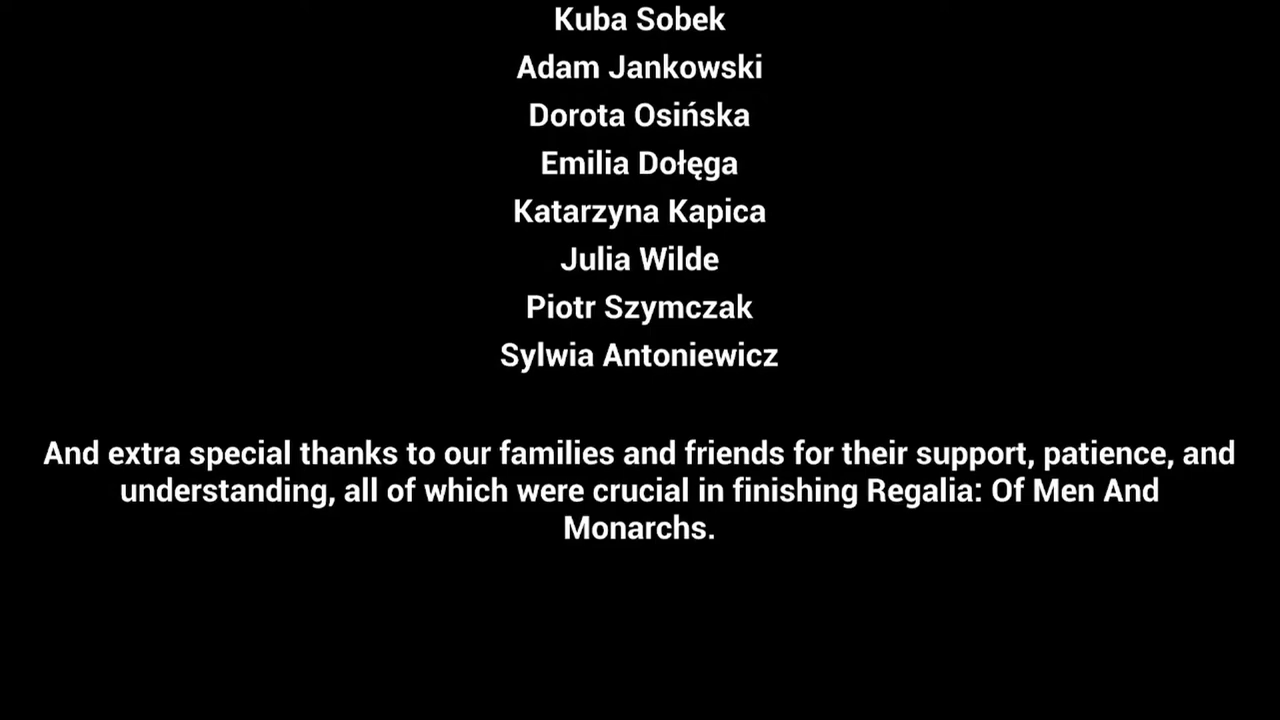 Kuba Sobek
Adam Jankowski
Dorota Osińska
Emilia Dołęga
Katarzyna Kapica
Julia Wilde
Piotr Szymczak
Sylwia Antoniewicz
And extra special thanks to our families and friends for their support, patience, and
understanding, all of which were crucial in finishing Regalia: Of Men And
Monarchs.